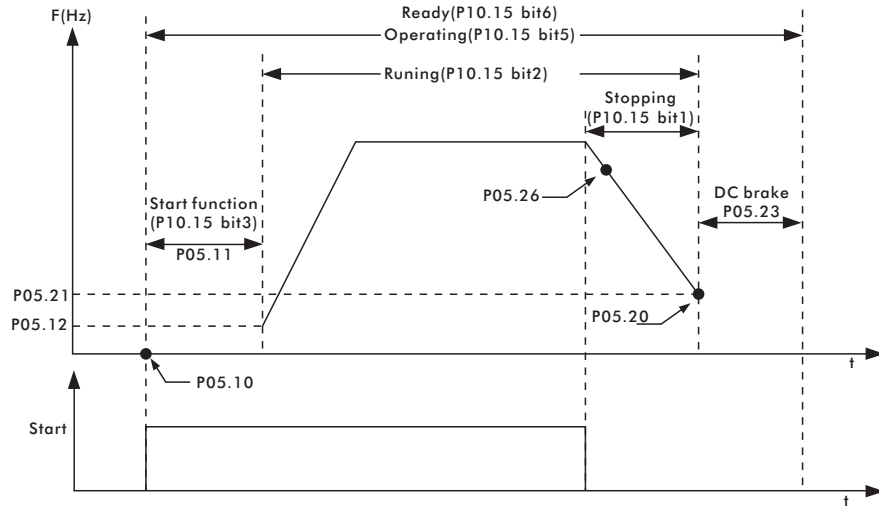 F(Hz)
Ready(P10.15 bit6)
Operating(P10.15 bit5)
Runing(P10.15 bit2)
Stopping
(P10.15 bit1)
P05.26
DC brake
P05.23
Start function
(P10.15 bit3)
P05.11
P05.21
P05.12
P05.20
P05.10
t
Start
t